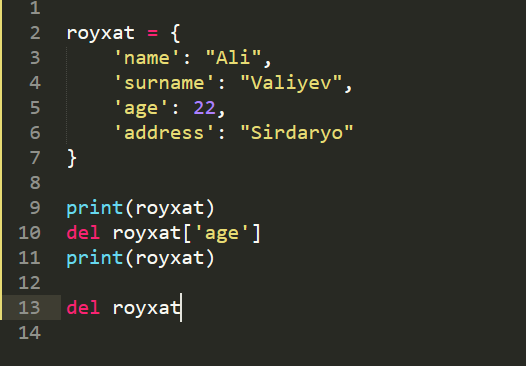 1
2 royxat = {
3     'name': "Ali",
4     'surname': "Valiyev",
5     'age': 22,
6     'address': "Sirdaryo"
7 }
8
9 print(royxat)
10 del royxat['age']
11 print(royxat)
12
13 del royxat
14